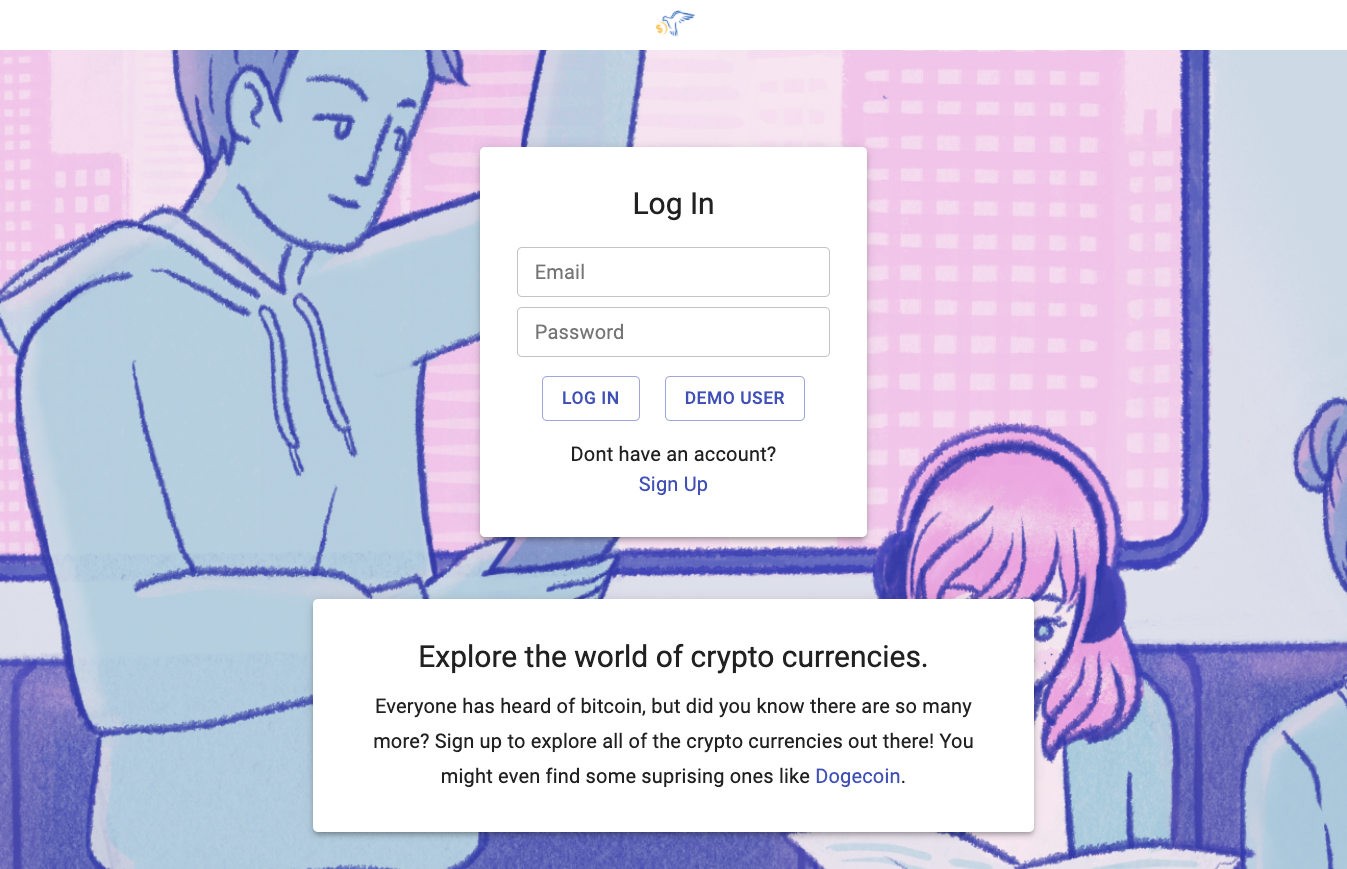 Log In
Email
Password
LOG IN DEMO USER
Dont have an account?
Sign Up
Explore the world of crypto currencies.
Everyone has heard of bitcoin, but did you know there are so many
more? Sign up to explore all of the crypto currencies out there! You
might even find some suprising ones like Dogecoin.